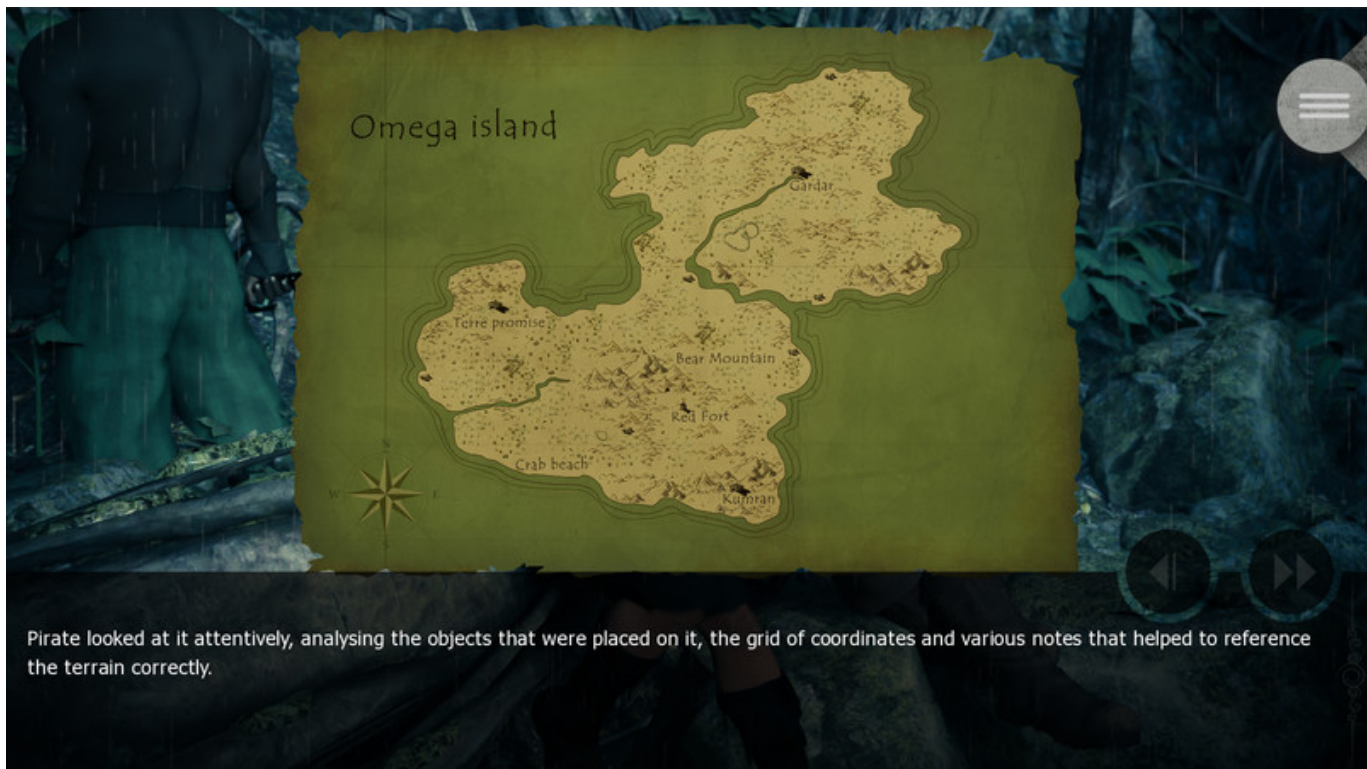 Omega island
Gardar
Terre promise
Bear Mountain
Red Fort
Crab beach
Kumran
N
W E
S
Pirate looked at it attentively, analysing the objects that were placed on it, the grid of coordinates and various notes that helped to reference
the terrain correctly.